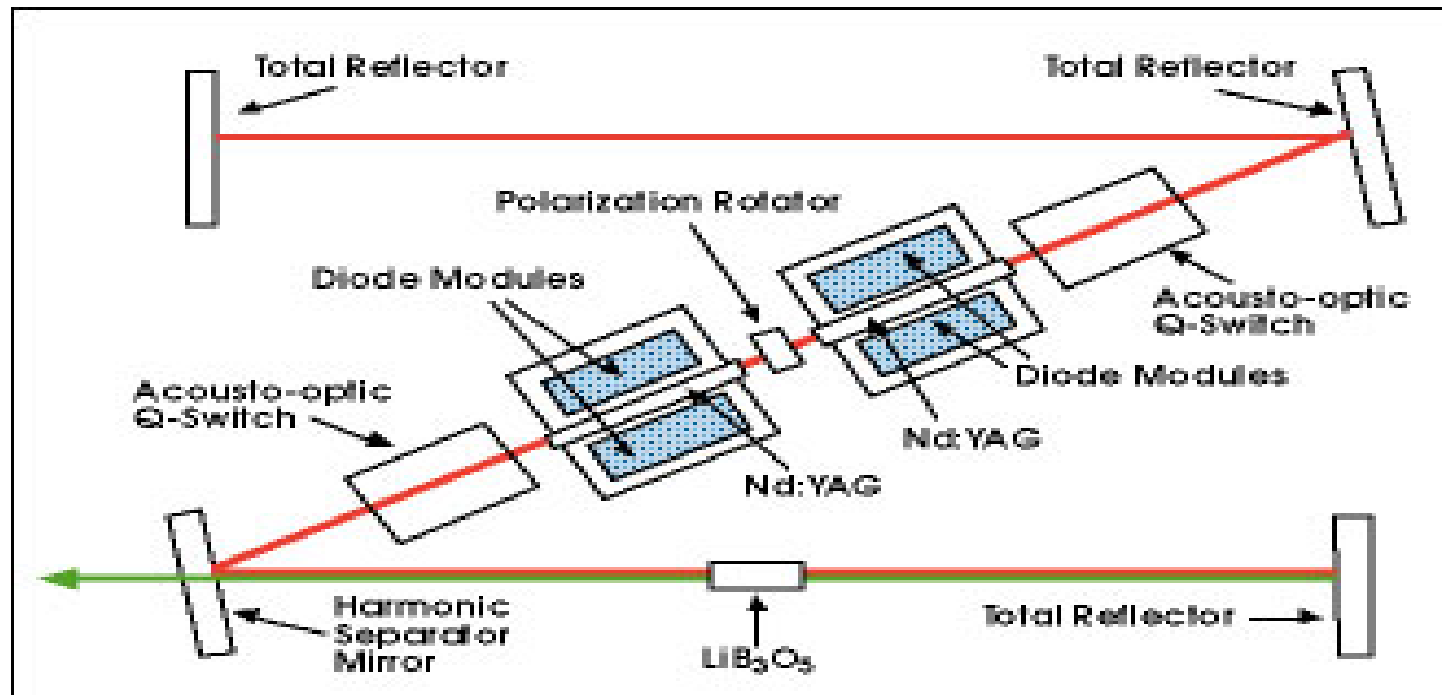 Total Reflector
Total Reflector
Polarization Rotator
Diode Modules
Acousto-optic
Q-Switch
Diode Modules
Acousto-optic
Q-Switch
Nd:YAG
Nd:YAG
Harmonic
Separator
Mirror
LiB₃O₅
Total Reflector